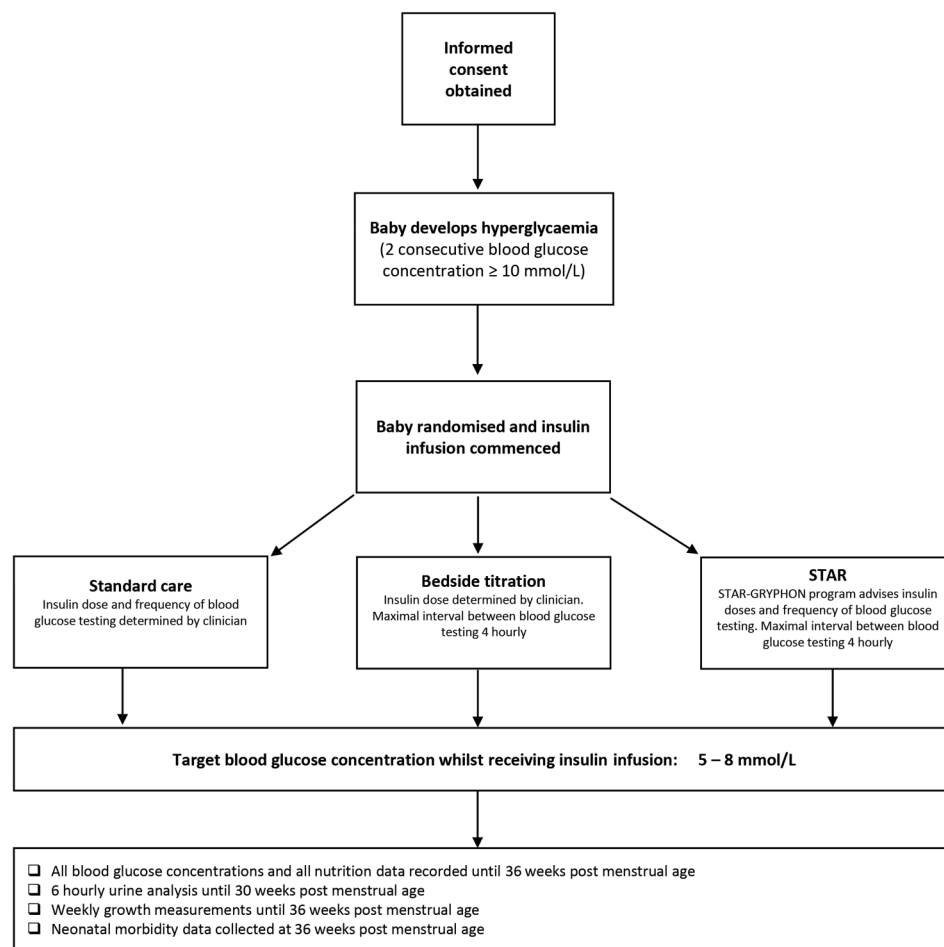 Informed
consent
obtained
Baby develops hyperglycaemia
(2 consecutive blood glucose
concentration ≥ 10 mmol/L)
Baby randomised and insulin
infusion commenced
Standard care
Insulin dose and frequency of blood
glucose testing determined by clinician
Bedside titration
Insulin dose determined by clinician.
Maximal interval between blood glucose
testing 4 hourly
STAR
STAR-GRYPHON program advises insulin
doses and frequency of blood glucose
testing. Maximal interval between blood
glucose testing 4 hourly
Target blood glucose concentration whilst receiving insulin infusion: 5 – 8 mmol/L
❑ All blood glucose concentrations and all nutrition data recorded until 36 weeks post menstrual age
❑ 6 hourly urine analysis until 30 weeks post menstrual age
❑ Weekly growth measurements until 36 weeks post menstrual age
❑ Neonatal morbidity data collected at 36 weeks post menstrual age